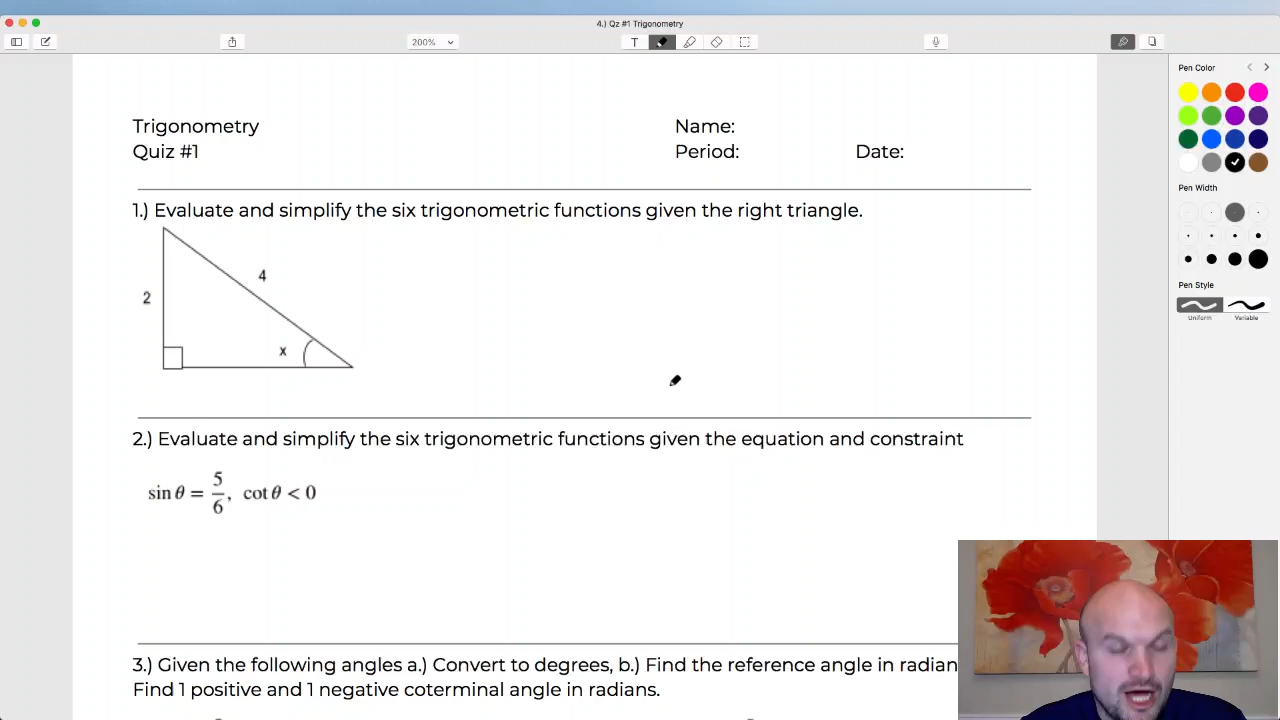 4.) Qz #1 Trigonometry
200%
T
Pen Color
Trigonometry
Name:
Quiz #1
Period:
Date:
1.) Evaluate and simplify the six trigonometric functions given the right triangle.
4
2
x
Pen Width
Pen Style
Uniform
Variable
2.) Evaluate and simplify the six trigonometric functions given the equation and constraint
sin θ = 5/6, cot θ < 0
3.) Given the following angles a.) Convert to degrees, b.) Find the reference angle in radian
Find 1 positive and 1 negative coterminal angle in radians.